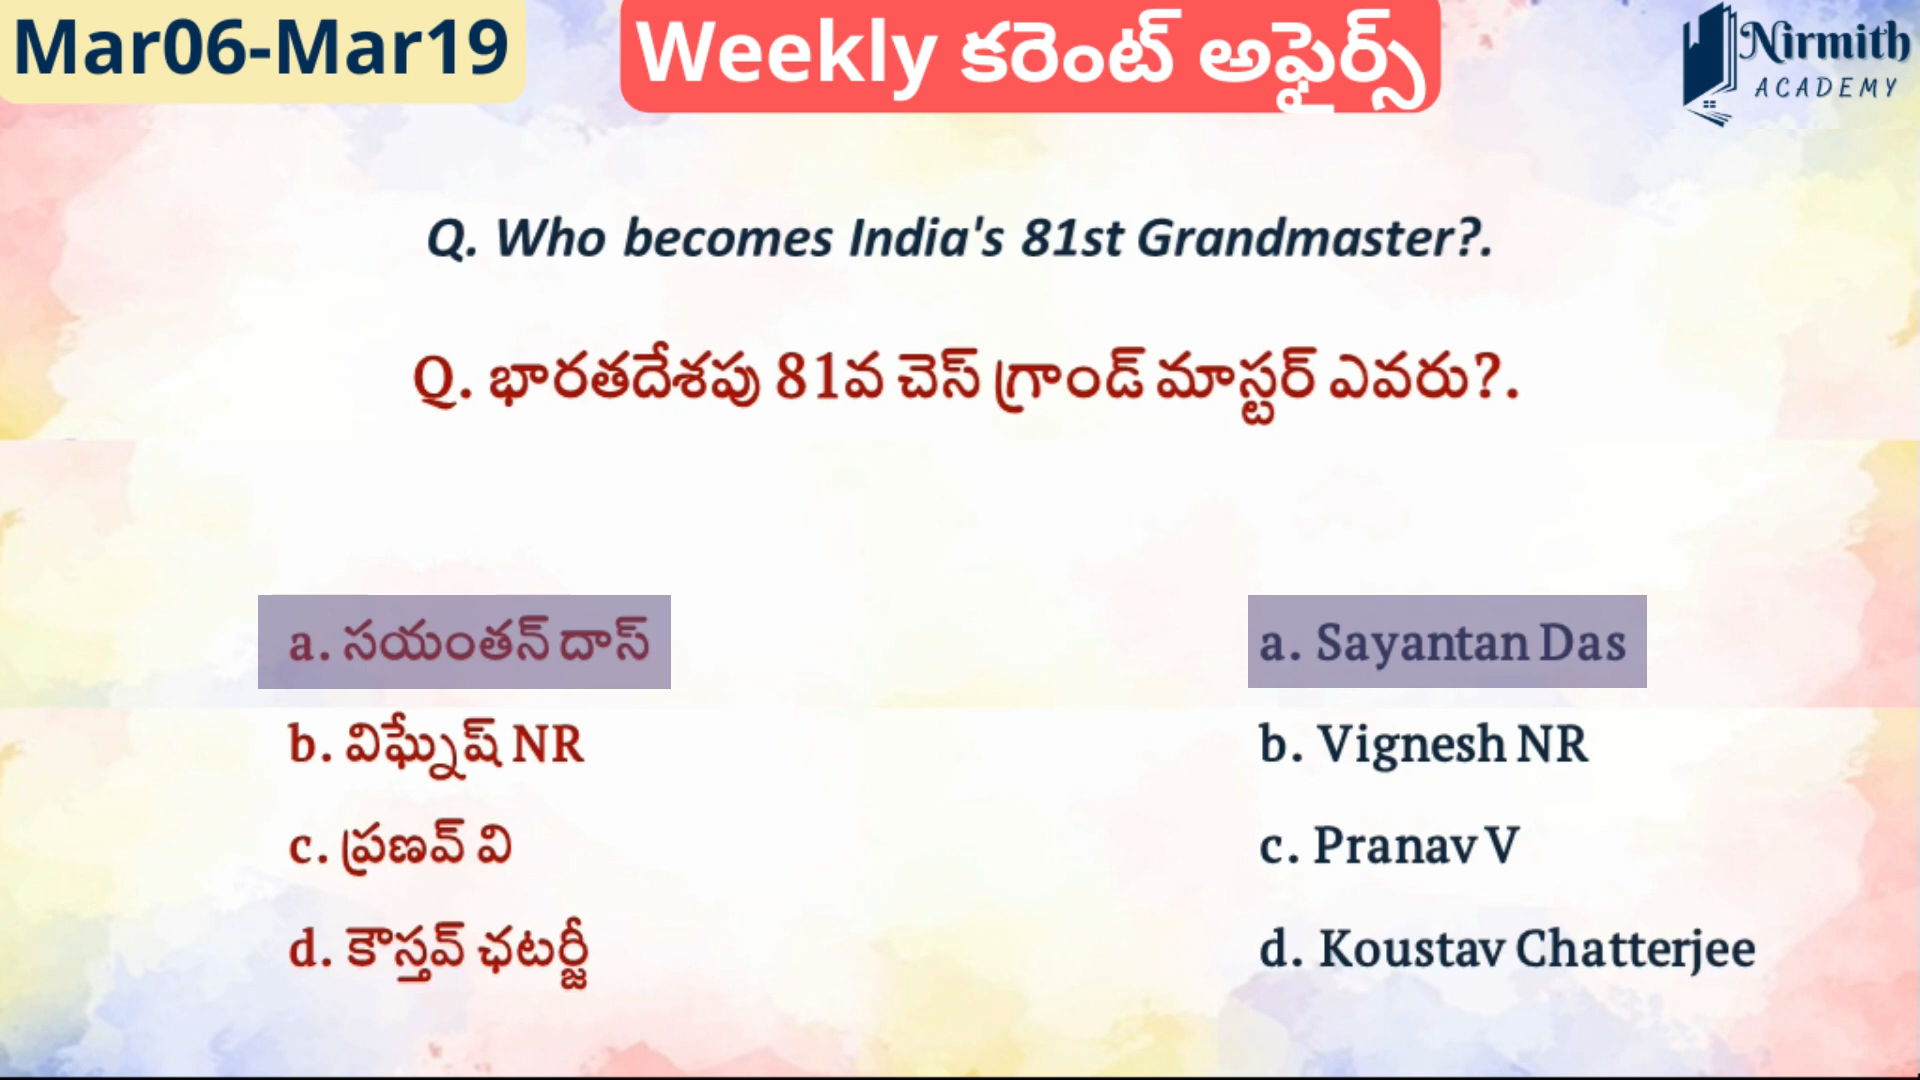 Mar06-Mar19
Weekly కరెంట్ అఫైర్స్
Nirmith
ACADEMY
Q. Who becomes India's 81st Grandmaster?.
Q. భారతదేశపు 81వ చెస్ గ్రాండ్ మాస్టర్ ఎవరు?.
a. సయంతన్ దాస్
b. విఘ్నేష్ NR
c. ప్రణవ్ వి
d. కౌస్తవ్ ఛటర్జీ
a. Sayantan Das
b. Vignesh NR
c. Pranav V
d. Koustav Chatterjee